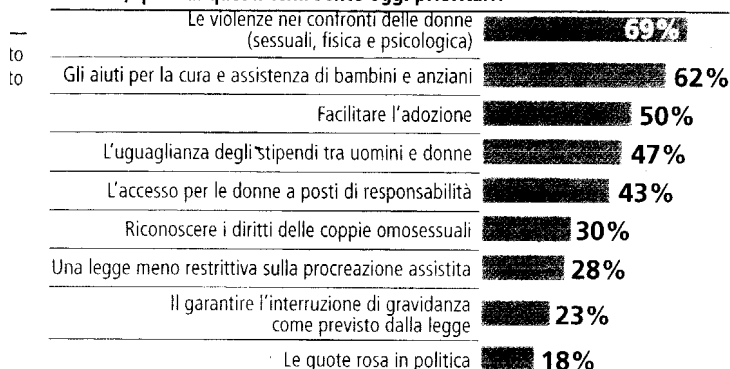 to
to
Le violenze nei confronti delle donne
(sessuali, fisica e psicologica) 69%
Gli aiuti per la cura e assistenza di bambini e anziani 62%
Facilitare l'adozione 50%
L'uguaglianza degli stipendi tra uomini e donne 47%
L'accesso per le donne a posti di responsabilità 43%
Riconoscere i diritti delle coppie omosessuali 30%
Una legge meno restrittiva sulla procreazione assistita 28%
Il garantire l'interruzione di gravidanza
come previsto dalla legge 23%
Le quote rosa in politica 18%